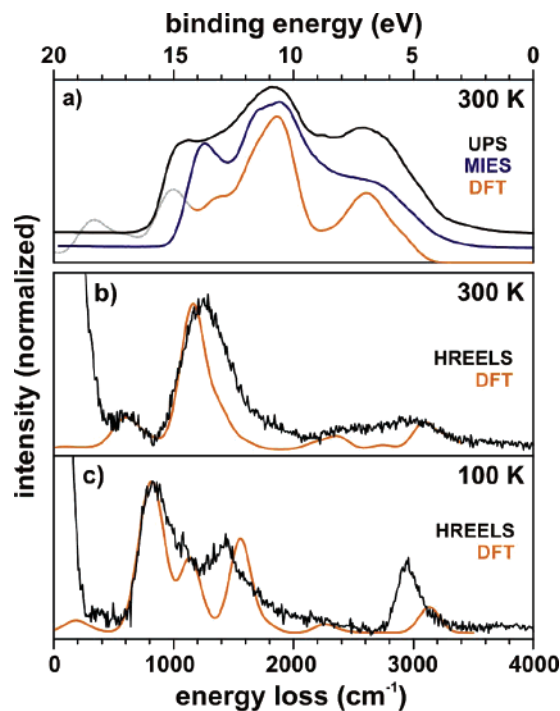 binding energy (eV)
20 15 10 5 0
a) 300 K
UPS
MIES
DFT
intensity (normalized)
b) 300 K
HREELS
DFT
c) 100 K
HREELS
DFT
0 1000 2000 3000 4000
energy loss (cm⁻¹)